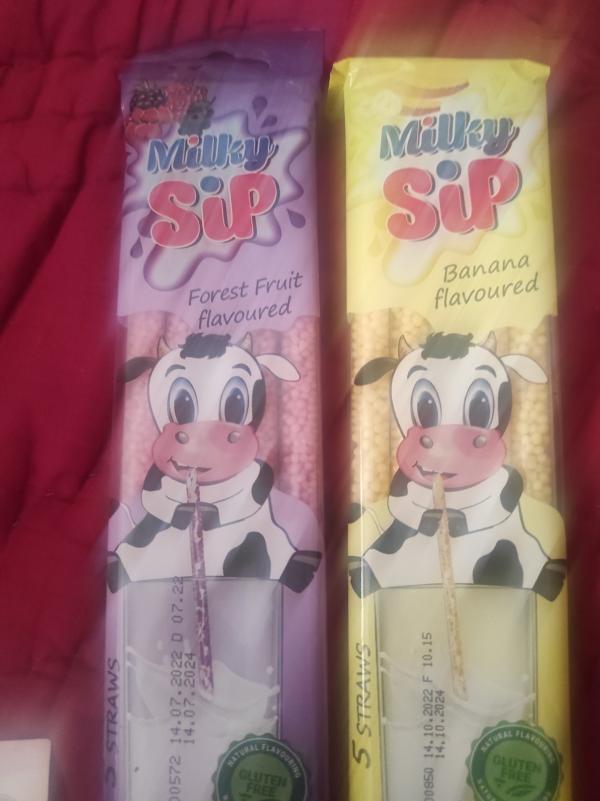 Milky
Sip
Forest Fruit
flavoured
5 STRAWS
00572 14.07.2022 D 07.22
14.07.2024
NATURAL FLAVOURING
GLUTEN
FREE
Milky
Sip
Banana
flavoured
5 STRAWS
00850 14.10.2022 F 10.15
14.10.2024
NATURAL FLAVOURING
GLUTEN
FREE